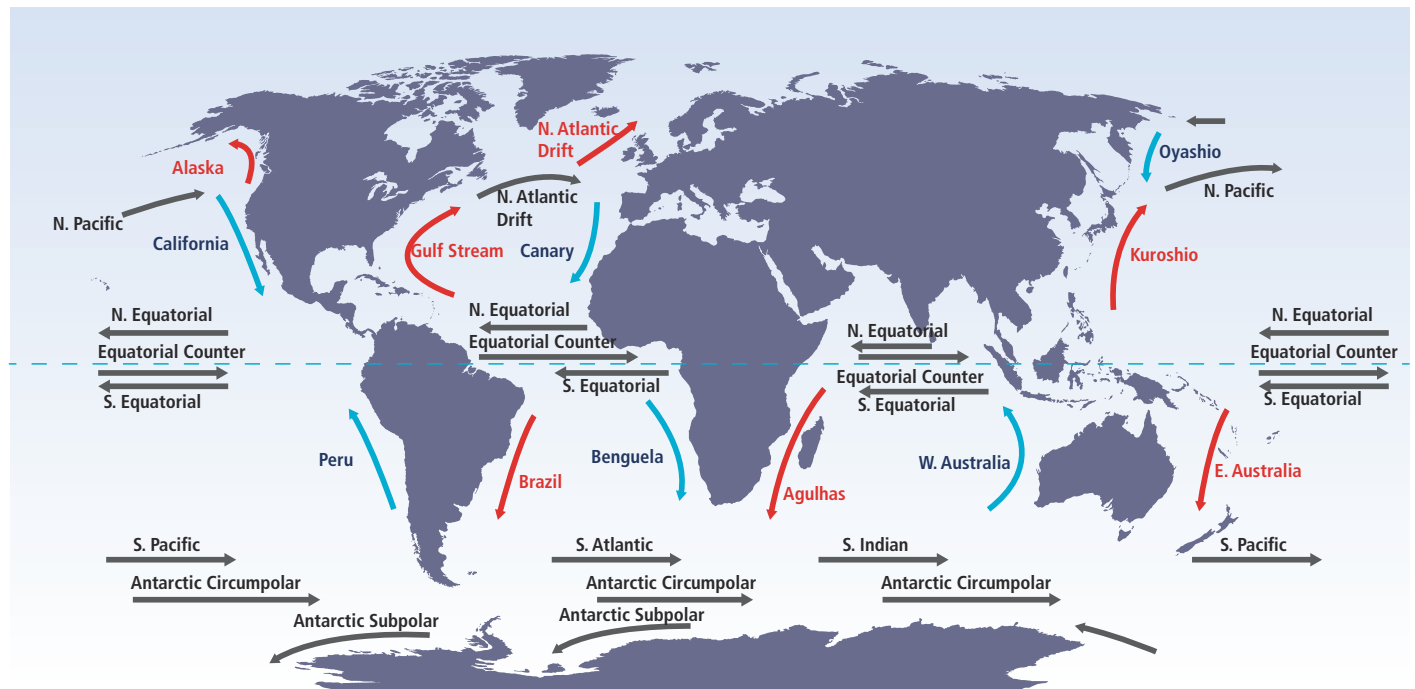 N. Atlantic
Drift
Oyashio
Alaska
N. Pacific
N. Atlantic
Drift
N. Pacific
California
Gulf Stream
Canary
Kuroshio
N. Equatorial
N. Equatorial
N. Equatorial
N. Equatorial
Equatorial Counter
Equatorial Counter
Equatorial Counter
Equatorial Counter
S. Equatorial
S. Equatorial
S. Equatorial
S. Equatorial
Peru
Brazil
Benguela
Agulhas
W. Australia
E. Australia
S. Pacific
S. Atlantic
S. Indian
S. Pacific
Antarctic Circumpolar
Antarctic Circumpolar
Antarctic Circumpolar
Antarctic Subpolar
Antarctic Subpolar